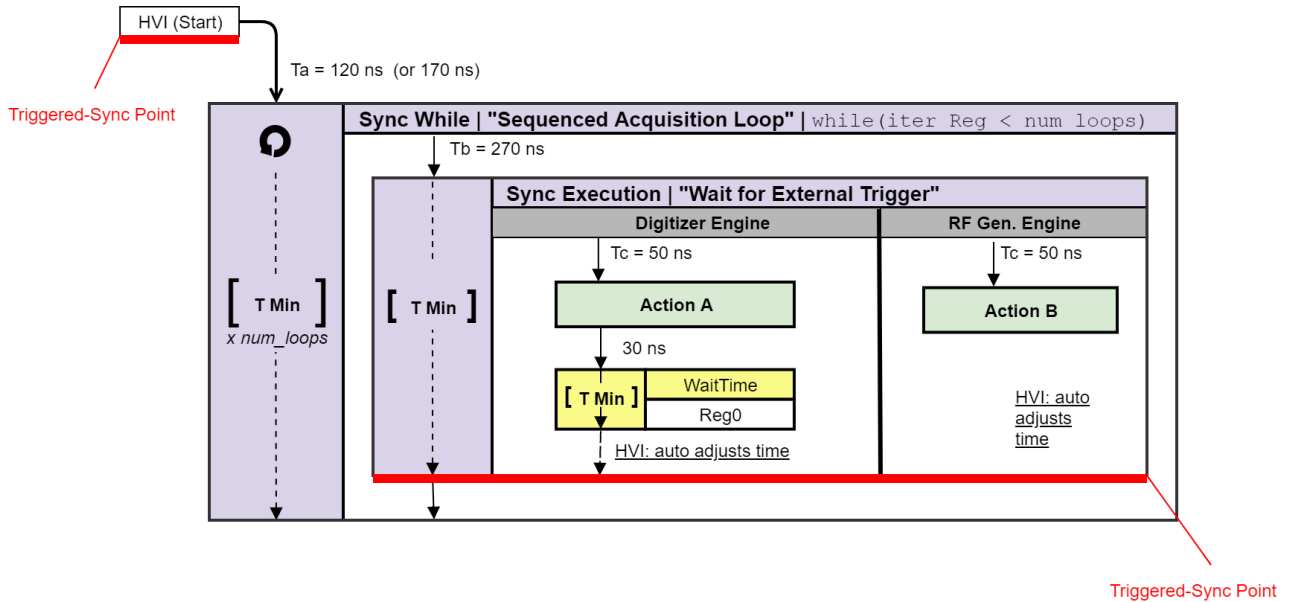 HVI (Start)
Ta = 120 ns  (or 170 ns)
Triggered-Sync Point
Sync While | "Sequenced Acquisition Loop" | while(iter Reg < num loops)
Tb = 270 ns
Sync Execution | "Wait for External Trigger"
Digitizer Engine
RF Gen. Engine
Tc = 50 ns
Tc = 50 ns
[ T Min ]
x num_loops
[ T Min ]
Action A
Action B
30 ns
[ T Min ]
WaitTime
Reg0
HVI: auto adjusts time
HVI: auto
adjusts
time
Triggered-Sync Point